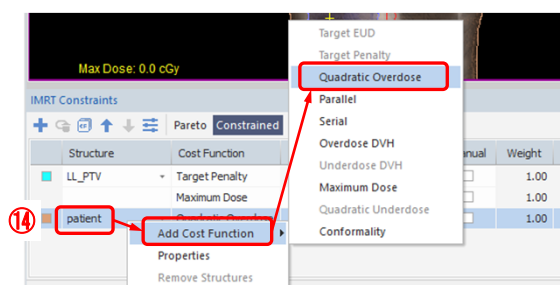 Max Dose: 0.0 cGy
Target EUD
Target Penalty
Quadratic Overdose
Parallel
Serial
Overdose DVH
Underdose DVH
Maximum Dose
Quadratic Underdose
Conformality
IMRT Constraints
Pareto Constrained
Structure Cost Function Weight
LL_PTV Target Penalty 1.00
Maximum Dose 1.00
⑭ patient Quadratic Overdose 1.00
Add Cost Function
Properties
Remove Structures